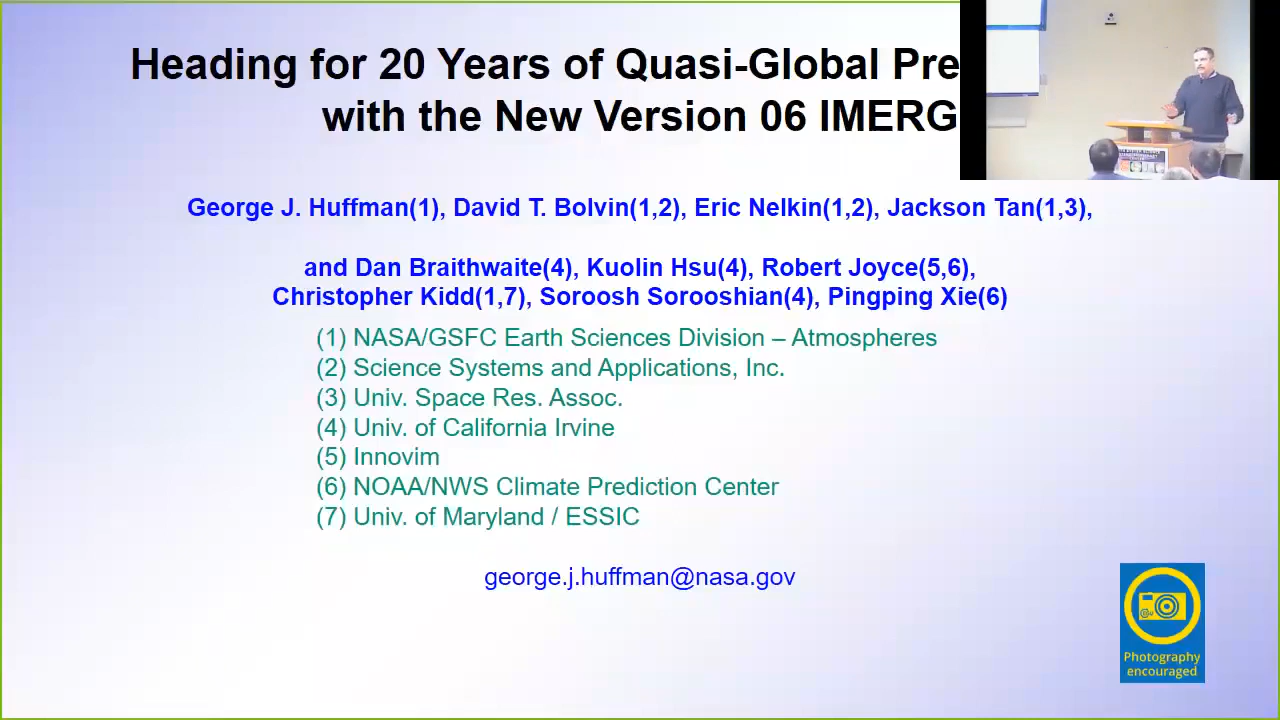 Heading for 20 Years of Quasi-Global Pre
with the New Version 06 IMERG
George J. Huffman(1), David T. Bolvin(1,2), Eric Nelkin(1,2), Jackson Tan(1,3),
and Dan Braithwaite(4), Kuolin Hsu(4), Robert Joyce(5,6),
Christopher Kidd(1,7), Soroosh Sorooshian(4), Pingping Xie(6)
(1) NASA/GSFC Earth Sciences Division – Atmospheres
(2) Science Systems and Applications, Inc.
(3) Univ. Space Res. Assoc.
(4) Univ. of California Irvine
(5) Innovim
(6) NOAA/NWS Climate Prediction Center
(7) Univ. of Maryland / ESSIC
george.j.huffman@nasa.gov
Photography
encouraged